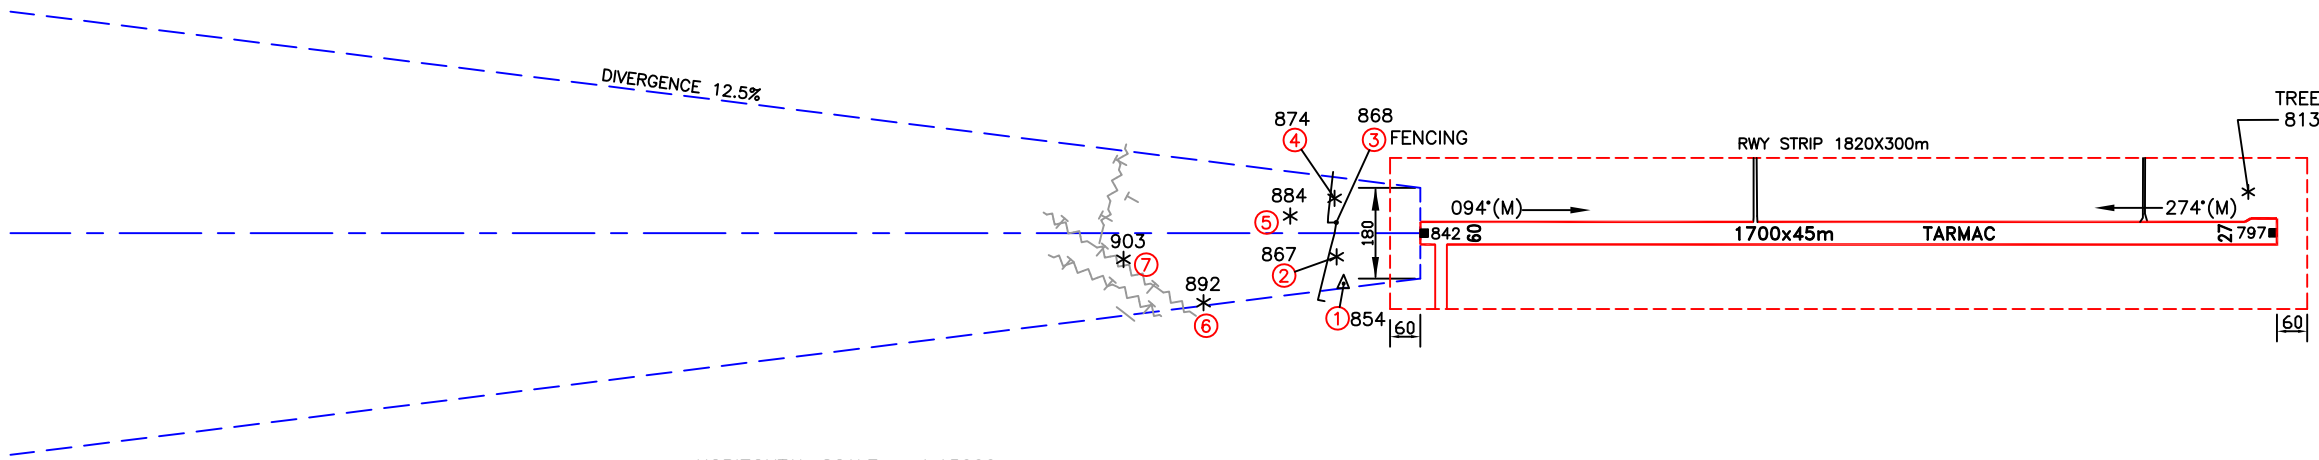 DIVERGENCE 12.5%
874
868
④
③ FENCING
884
⑤
867
②
180
903
⑦
892
⑥
① 854
60
RWY STRIP 1820X300m
TREE
813
094°(M)
274°(M)
842
09
1700x45m
TARMAC
27
797
60